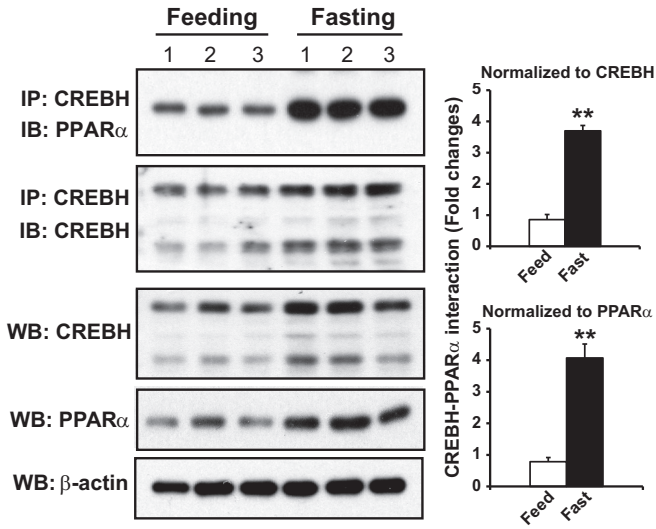 Feeding Fasting
1 2 3 1 2 3
IP: CREBH
IB: PPARα
IP: CREBH
IB: CREBH
WB: CREBH
WB: PPARα
WB: β-actin
CREBH-PPARα interaction (Fold changes)
Normalized to CREBH
5
4
3
2
1
0
**
Feed
Fast
Normalized to PPARα
5
4
3
2
1
0
**
Feed
Fast